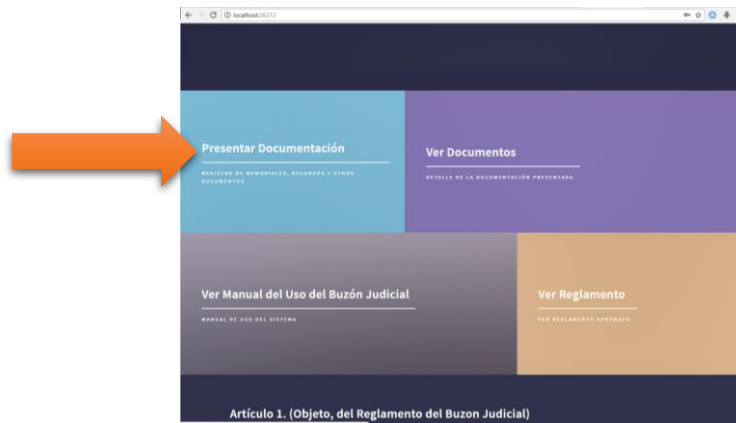 localhost:26212
Presentar Documentación
REGISTRO DE MEMORIALES, RECURSOS Y OTROS
DOCUMENTOS
Ver Documentos
DETALLE DE LA DOCUMENTACIÓN PRESENTADA
Ver Manual del Uso del Buzón Judicial
MANUAL DE USO DEL SISTEMA
Ver Reglamento
VER REGLAMENTO APROBADO
Artículo 1. (Objeto, del Reglamento del Buzon Judicial)